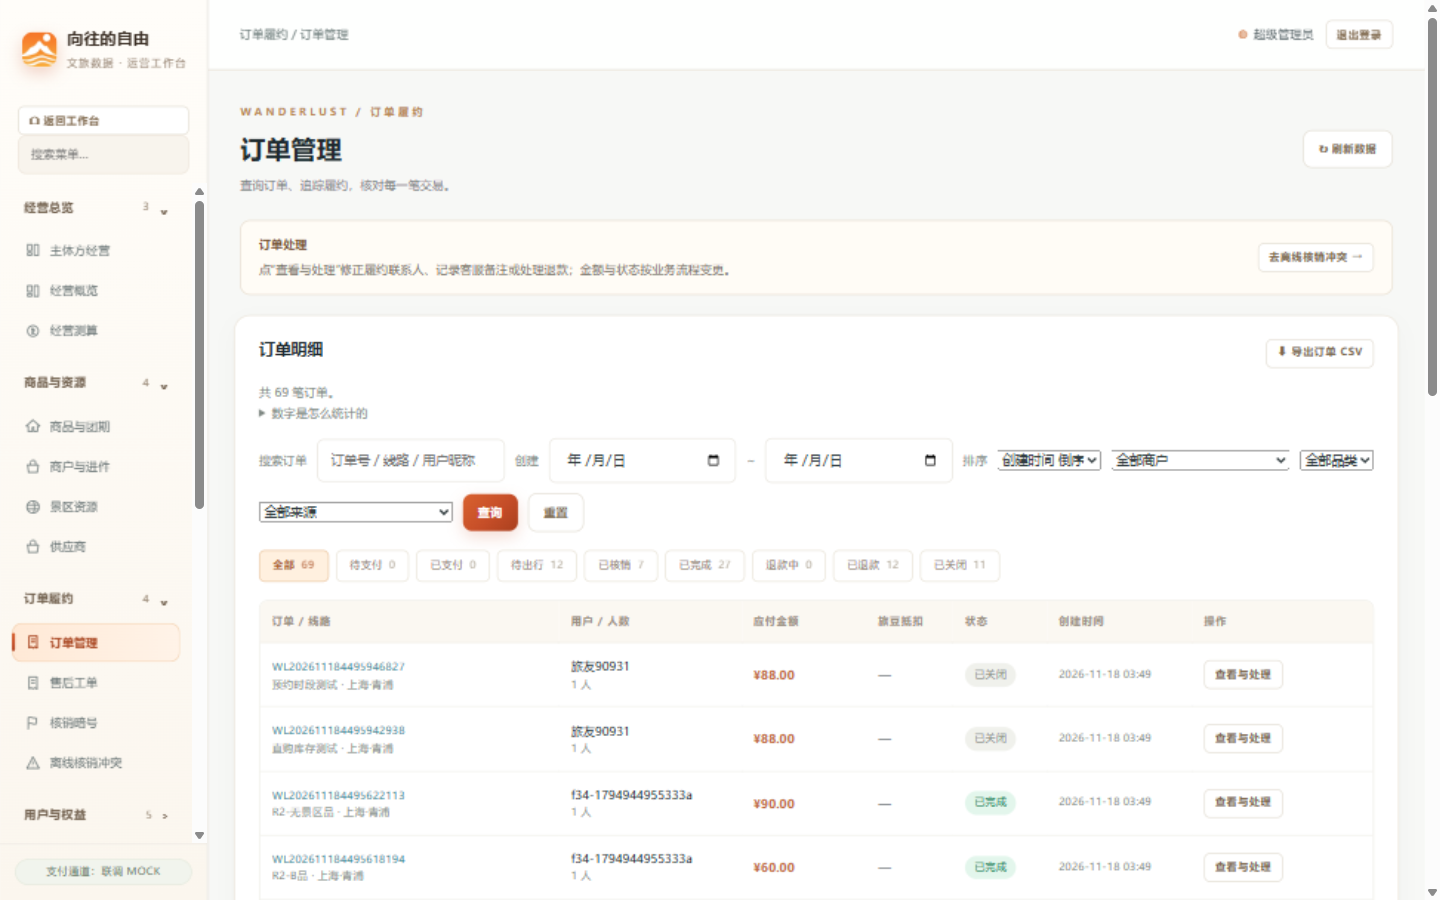 向往的自由
文旅数据 · 运营工作台
返回工作台
搜索菜单...
经营总览 3
主体方经营
经营概览
经营测算
商品与资源 4
商品与团期
商户与进件
景区资源
供应商
订单履约 4
订单管理
售后工单
核销暗号
离线核销冲突
用户与权益 5
支付通道：联调 MOCK
订单履约 / 订单管理
超级管理员
退出登录
WANDERLUST / 订单履约
订单管理
查询订单、追踪履约，核对每一笔交易。
↻ 刷新数据
订单处理
点“查看与处理”修正履约联系人、记录客服备注或处理退款；金额与状态按业务流程变更。
去离线核销冲突 →
订单明细
⬇ 导出订单 CSV
共 69 笔订单。
▶ 数字是怎么统计的
搜索订单 订单号 / 线路 / 用户昵称 创建 年 /月/日 – 年 /月/日 排序 创建时间 倒序 全部商户 全部品类
全部来源 查询 重置
全部 69 待支付 0 已支付 0 待出行 12 已核销 7 已完成 27 退款中 0 已退款 12 已关闭 11
订单 / 线路 用户 / 人数 应付金额 旅豆抵扣 状态 创建时间 操作
WL202611184495946827 旅友90931 ¥88.00 — 已关闭 2026-11-18 03:49 查看与处理
预约时段测试 · 上海·青浦 1 人
WL202611184495942938 旅友90931 ¥88.00 — 已关闭 2026-11-18 03:49 查看与处理
直购库存测试 · 上海·青浦 1 人
WL202611184495622113 f34-1794944955333a ¥90.00 — 已完成 2026-11-18 03:49 查看与处理
R2-无景区品 · 上海·青浦 1 人
WL202611184495618194 f34-1794944955333a ¥60.00 — 已完成 2026-11-18 03:49 查看与处理
R2-B品 · 上海·青浦 1 人